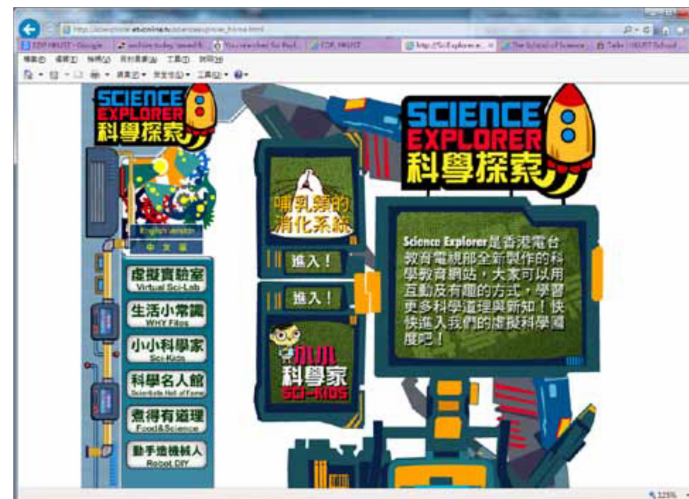 SCIENCE
EXPLORER
科學探索
English version
中文版
虛擬實驗室
Virtual Sci-Lab
生活小常識
WHY Files
小小科學家
Sci-Kids
科學名人館
Scientists Hall of Fame
煮得有道理
Food&Science
動手造機械人
Robot DIY
哺乳類的
消化系統
進入！
進入！
小小
科學家
SCI-KIDS
SCIENCE
EXPLORER
科學探索
Science Explorer是香港電台
教育電視部全新製作的科
學教育網站，大家可以用
互動及有趣的方式，學習
更多科學道理與新知！快
快進入我們的虛擬科學國
度吧！
125%